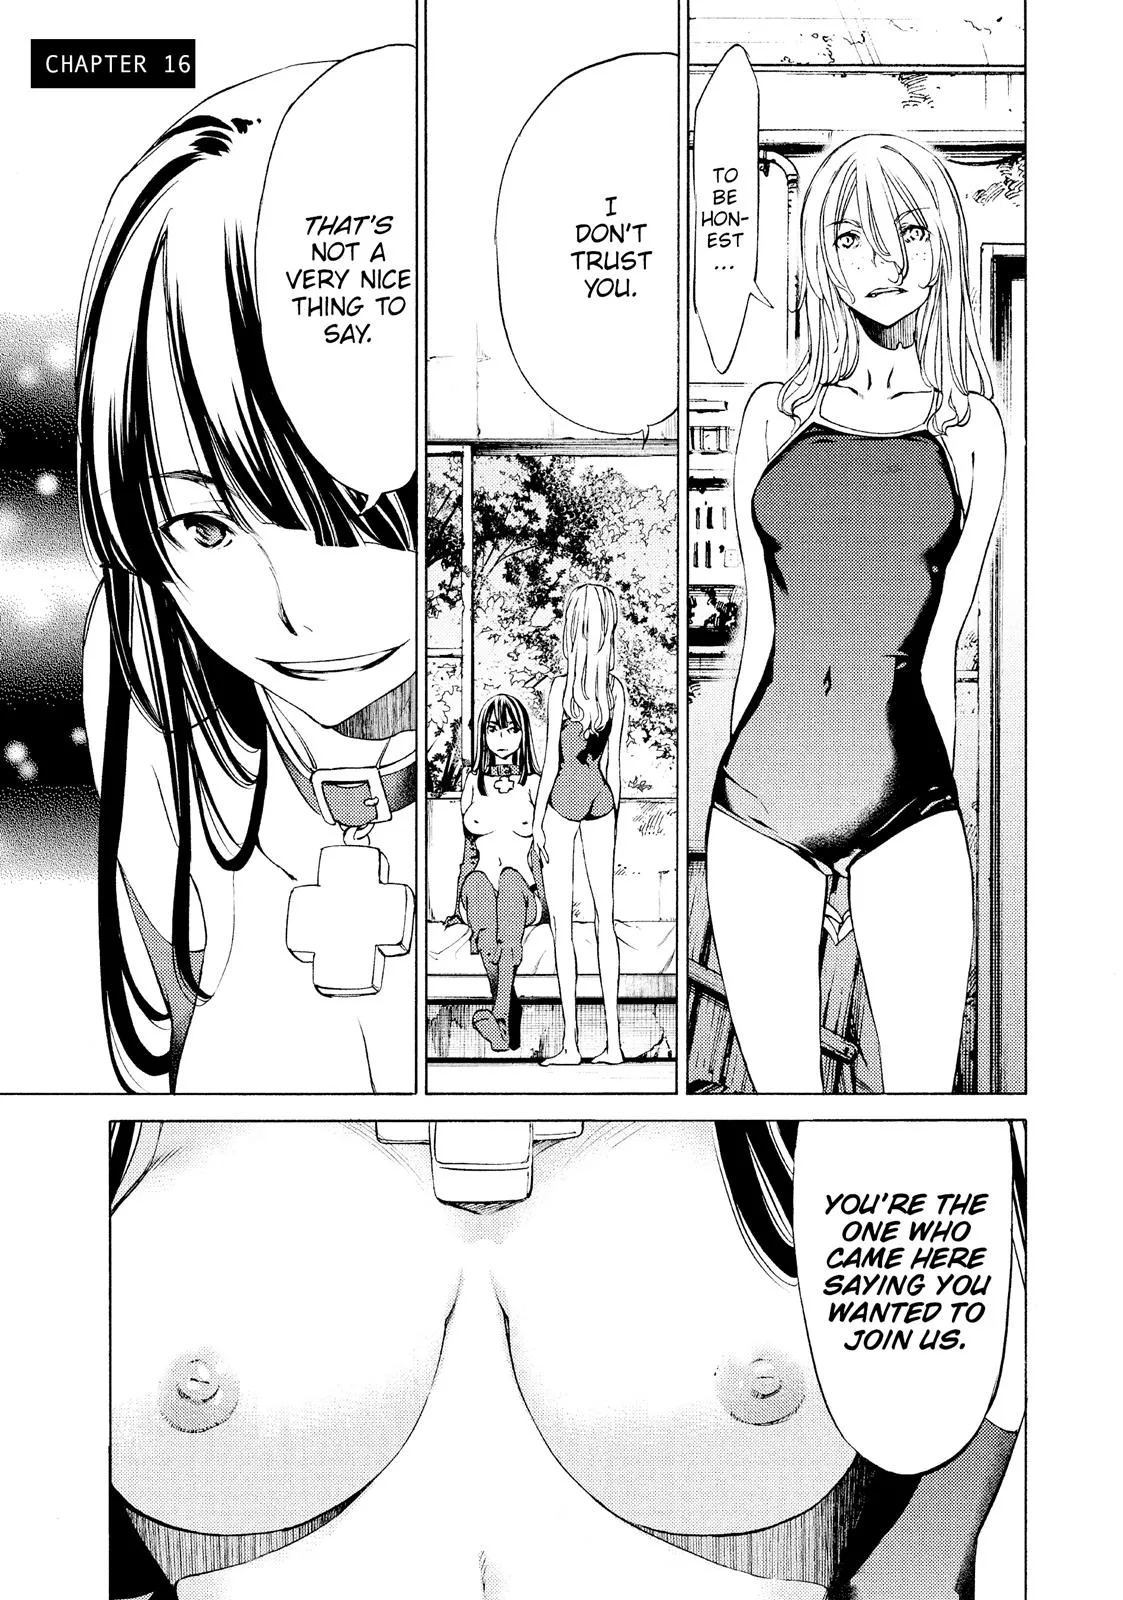 CHAPTER 16
TO
BE
HON-
EST
...
I
DON'T
TRUST
YOU.
THAT'S
NOT A
VERY NICE
THING TO
SAY.
YOU'RE THE
ONE WHO
CAME HERE
SAYING YOU
WANTED TO
JOIN US.